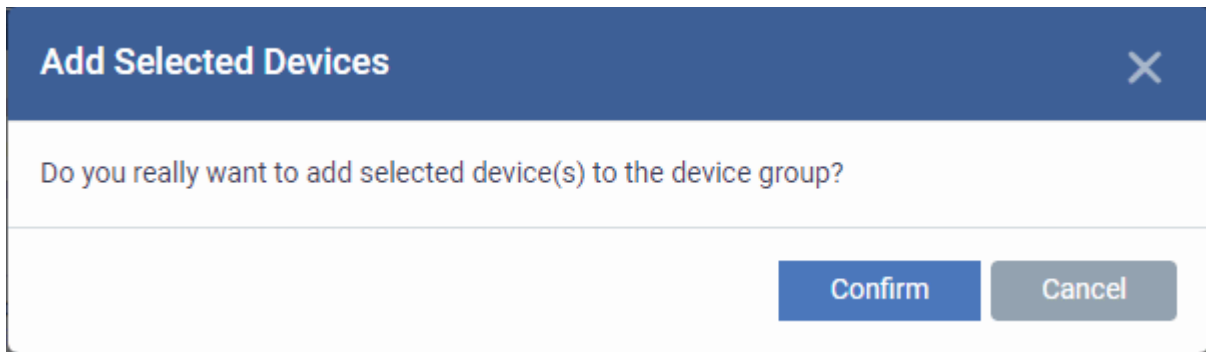 Add Selected Devices
Do you really want to add selected device(s) to the device group?
Confirm Cancel